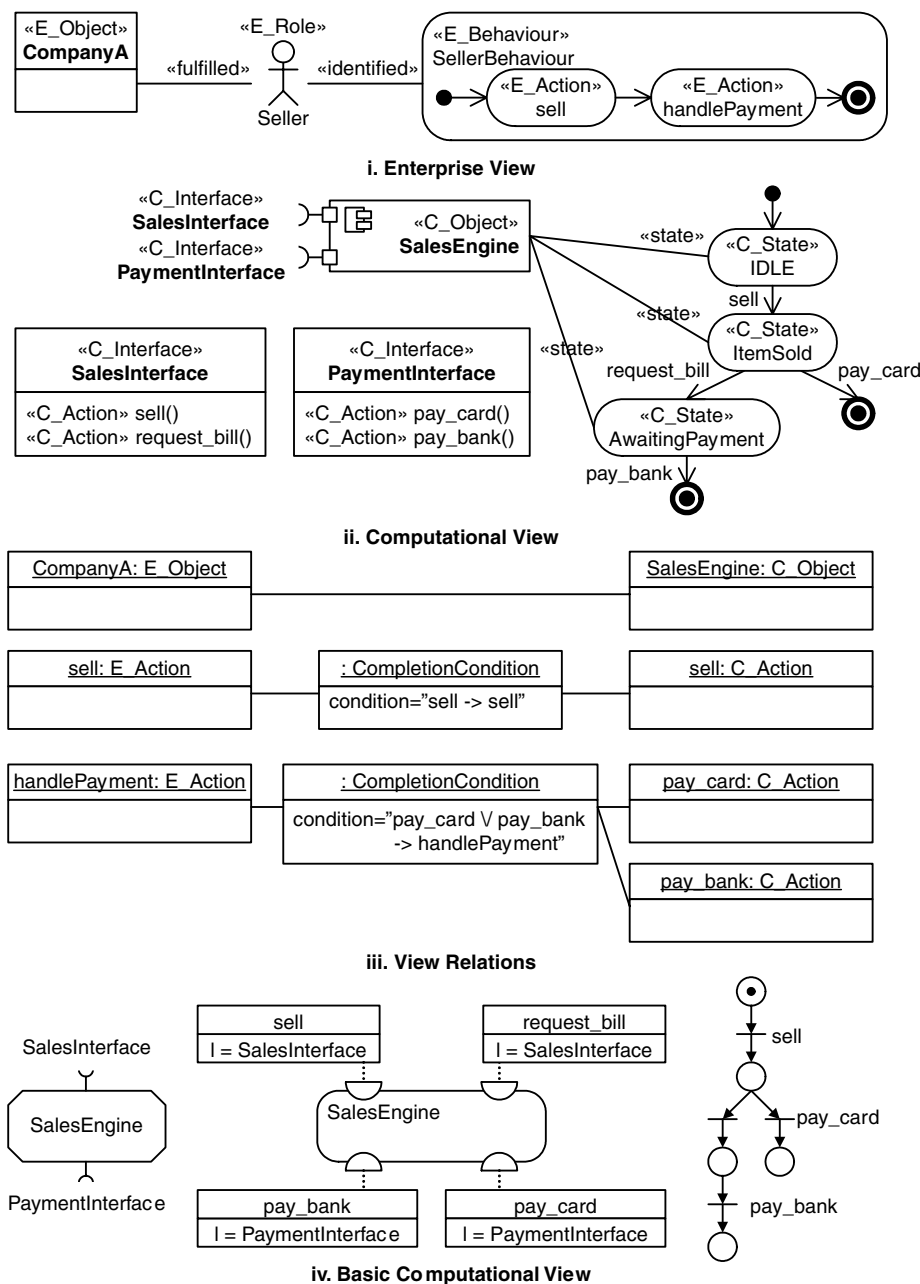 «E_Object»
CompanyA
«fulfilled»
«E_Role»
Seller
«identified»
«E_Behaviour»
SellerBehaviour
«E_Action»
sell
«E_Action»
handlePayment
i. Enterprise View
«C_Interface»
SalesInterface
«C_Interface»
PaymentInterface
«C_Object»
SalesEngine
«state»
«state»
«state»
«C_State»
IDLE
sell
«C_State»
ItemSold
request_bill
pay_card
«C_State»
AwaitingPayment
pay_bank
«C_Interface»
SalesInterface
«C_Action» sell()
«C_Action» request_bill()
«C_Interface»
PaymentInterface
«C_Action» pay_card()
«C_Action» pay_bank()
ii. Computational View
CompanyA: E_Object
SalesEngine: C_Object
sell: E_Action
: CompletionCondition
condition="sell -> sell"
sell: C_Action
handlePayment: E_Action
: CompletionCondition
condition="pay_card \/ pay_bank
-> handlePayment"
pay_card: C_Action
pay_bank: C_Action
iii. View Relations
SalesInterface
SalesEngine
PaymentInterface
sell
I = SalesInterface
request_bill
I = SalesInterface
SalesEngine
pay_bank
I = PaymentInterface
pay_card
I = PaymentInterface
sell
pay_card
pay_bank
iv. Basic Computational View